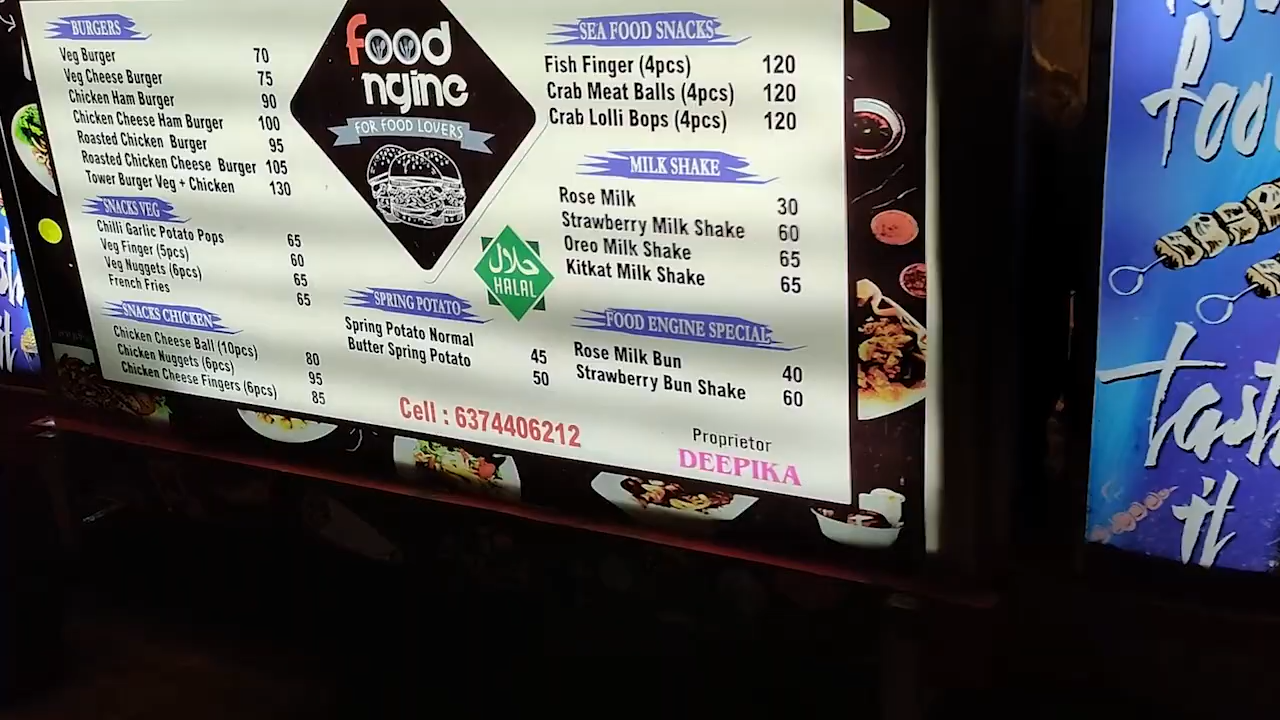 BURGERS
Veg Burger 70
Veg Cheese Burger 75
Chicken Ham Burger 90
Chicken Cheese Ham Burger 100
Roasted Chicken Burger 95
Roasted Chicken Cheese Burger 105
Tower Burger Veg + Chicken 130
SNACKS VEG
Chilli Garlic Potato Pops 65
Veg Finger (5pcs) 60
Veg Nuggets (6pcs) 65
French Fries 65
SNACKS CHICKEN
Chicken Cheese Ball (10pcs) 80
Chicken Nuggets (6pcs) 95
Chicken Cheese Fingers (6pcs) 85
food
ngine
FOR FOOD LOVERS
حلال
HALAL
SPRING POTATO
Spring Potato Normal 45
Butter Spring Potato 50
SEA FOOD SNACKS
Fish Finger (4pcs) 120
Crab Meat Balls (4pcs) 120
Crab Lolli Bops (4pcs) 120
MILK SHAKE
Rose Milk 30
Strawberry Milk Shake 60
Oreo Milk Shake 65
Kitkat Milk Shake 65
FOOD ENGINE SPECIAL
Rose Milk Bun 40
Strawberry Bun Shake 60
Cell : 6374406212
Proprietor
DEEPIKA
it